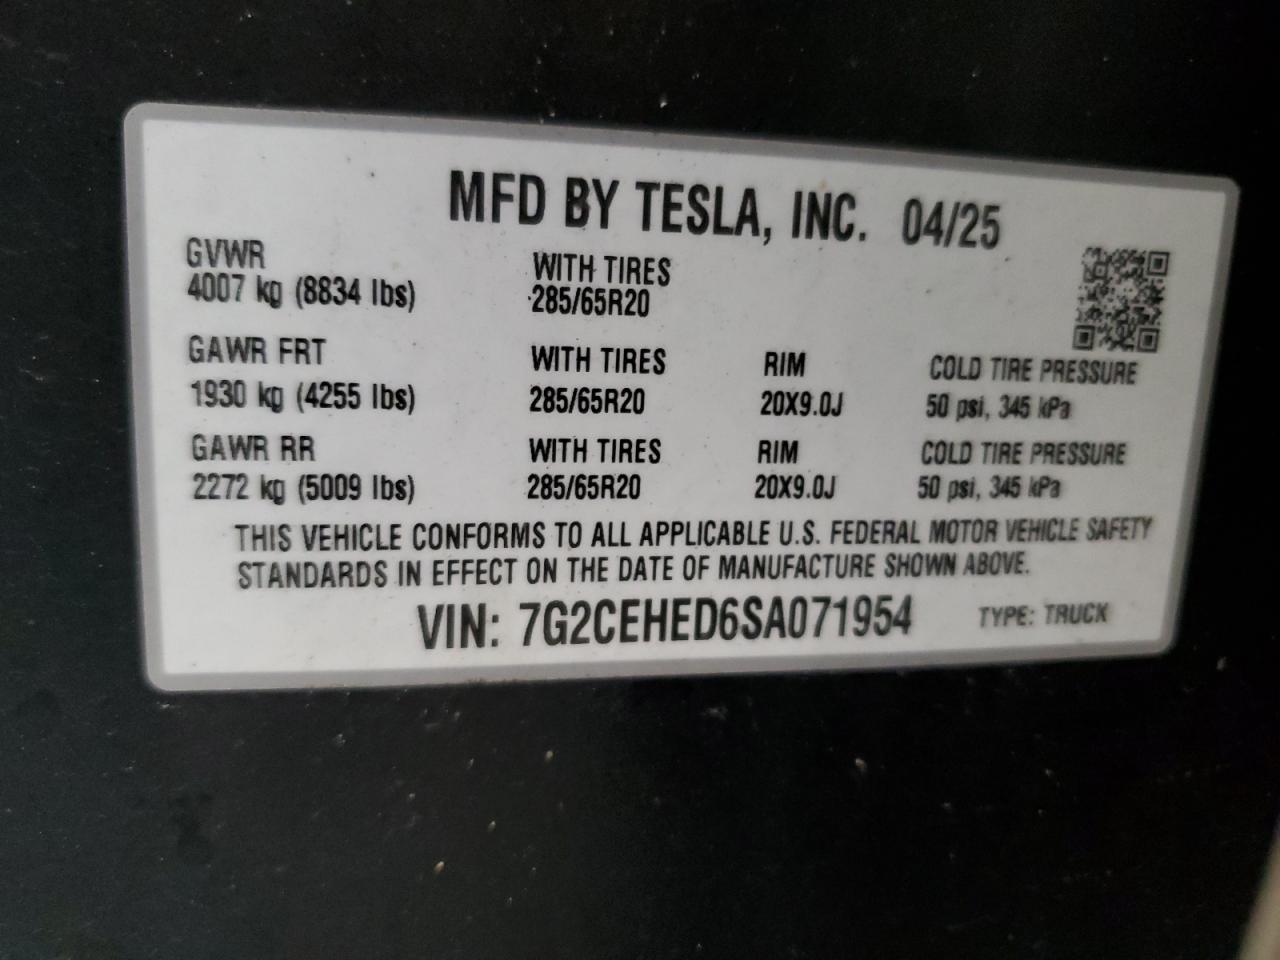 MFD BY TESLA, INC. 04/25
GVWR
4007 kg (8834 lbs)
WITH TIRES
285/65R20
GAWR FRT WITH TIRES RIM COLD TIRE PRESSURE
1930 kg (4255 lbs) 285/65R20 20X9.0J 50 psi, 345 kPa
GAWR RR WITH TIRES RIM COLD TIRE PRESSURE
2272 kg (5009 lbs) 285/65R20 20X9.0J 50 psi, 345 kPa
THIS VEHICLE CONFORMS TO ALL APPLICABLE U.S. FEDERAL MOTOR VEHICLE SAFETY
STANDARDS IN EFFECT ON THE DATE OF MANUFACTURE SHOWN ABOVE.
VIN: 7G2CEHED6SA071954 TYPE: TRUCK